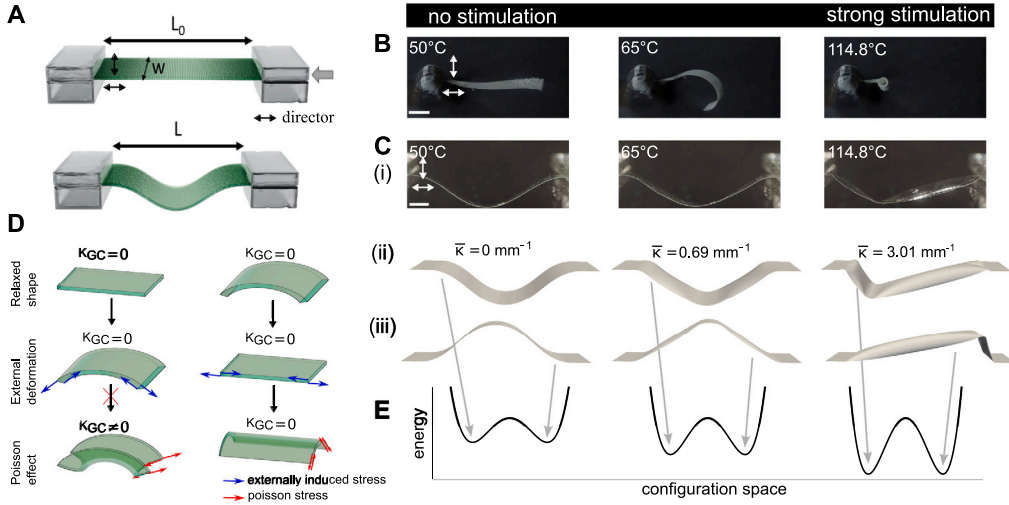 A
L₀
W
director
L
no stimulation
strong stimulation
B
50°C
65°C
114.8°C
C
(i)
50°C
65°C
114.8°C
D
Relaxed
shape
κGC=0
κGC=0
External
deformation
κGC=0
κGC=0
Poisson
effect
κGC≠0
κGC=0
externally induced stress
poisson stress
(ii)
κ̅ =0 mm⁻¹
κ̅ =0.69 mm⁻¹
κ̅ = 3.01 mm⁻¹
(iii)
E
energy
configuration space